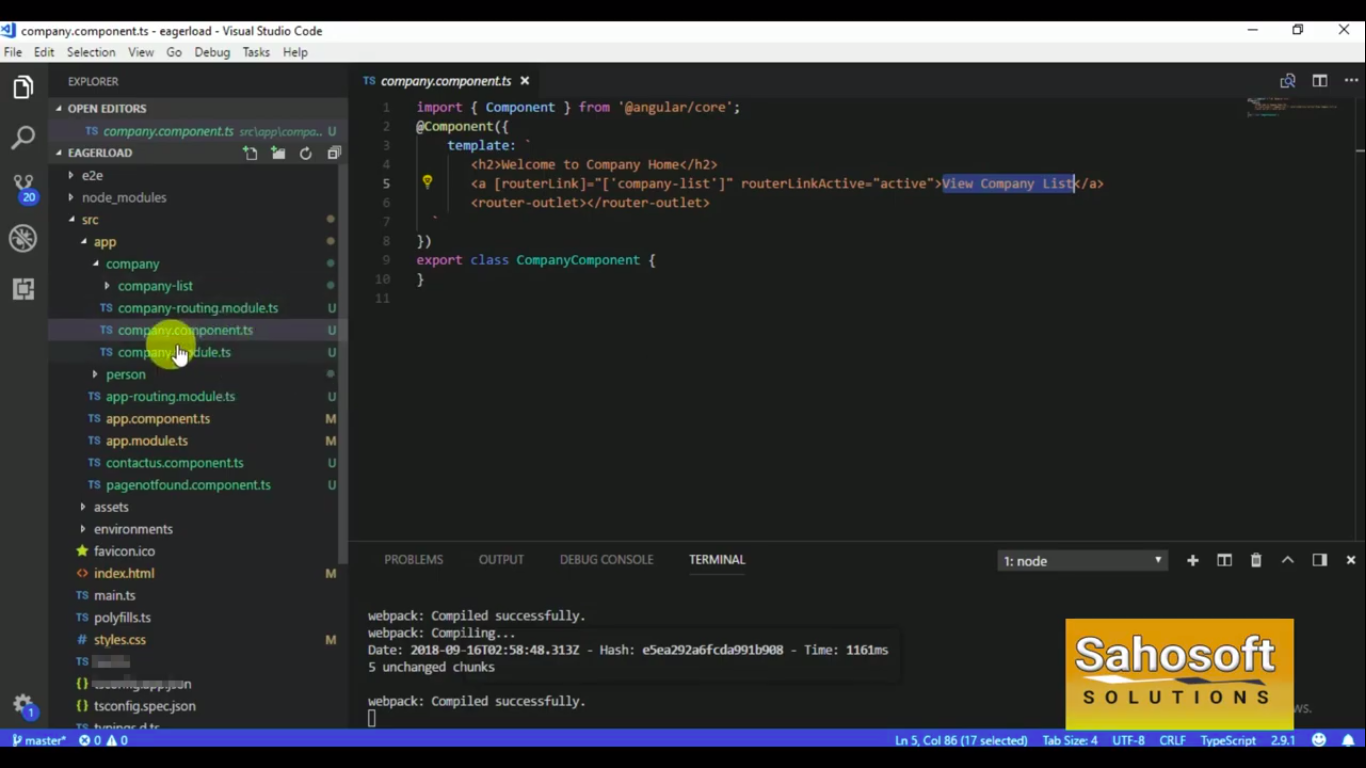 company.component.ts - eagerload - Visual Studio Code
File Edit Selection View Go Debug Tasks Help
EXPLORER
OPEN EDITORS
TS company.component.ts src\app\compa... U
EAGERLOAD
e2e
node_modules
src
app
company
company-list
TS company-routing.module.ts U
TS company.component.ts U
TS company.module.ts U
person
TS app-routing.module.ts U
TS app.component.ts M
TS app.module.ts M
TS contactus.component.ts U
TS pagenotfound.component.ts U
assets
environments
favicon.ico
<> index.html M
TS main.ts
TS polyfills.ts
# styles.css M
TS
{} tsconfig.app.json
{} tsconfig.spec.json
TS typings.d.ts
20
1
TS company.component.ts
1 import { Component } from '@angular/core';
2 @Component({
3 template: `
4 <h2>Welcome to Company Home</h2>
5 <a [routerLink]="['company-list']" routerLinkActive="active">View Company List</a>
6 <router-outlet></router-outlet>
7 `
8 })
9 export class CompanyComponent {
10 }
11
PROBLEMS OUTPUT DEBUG CONSOLE TERMINAL 1: node
webpack: Compiled successfully.
webpack: Compiling...
Date: 2018-09-16T02:58:48.313Z - Hash: e5ea292a6fcda991b908 - Time: 1161ms
5 unchanged chunks
webpack: Compiled successfully.
Sahosoft
SOLUTIONS
ws.
master* 0 0 Ln 5, Col 86 (17 selected) Tab Size: 4 UTF-8 CRLF TypeScript 2.9.1